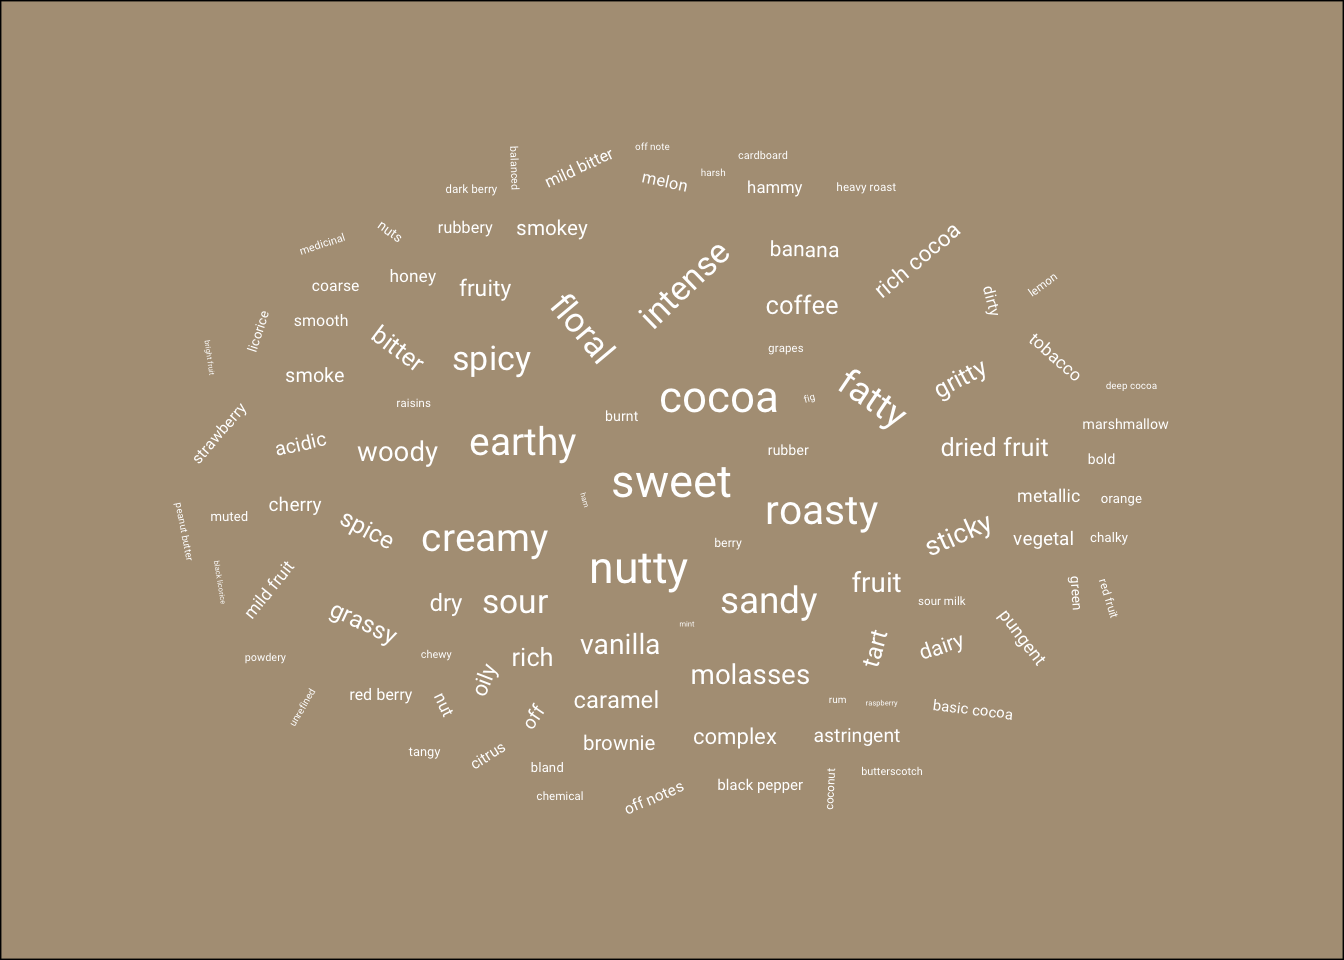 off note
balanced
mild bitter
cardboard
harsh
melon
dark berry
hammy
heavy roast
rubbery
smokey
nuts
medicinal
banana
rich cocoa
intense
honey
coarse
fruity
lemon
dirty
coffee
floral
smooth
licorice
bitter
spicy
grapes
bright fruit
tobacco
smoke
gritty
deep cocoa
raisins
cocoa
fig
fatty
burnt
marshmallow
strawberry
acidic
woody
earthy
rubber
dried fruit
bold
sweet
ham
metallic
orange
cherry
muted
peanut butter
spice
roasty
creamy
sticky
vegetal
chalky
berry
nutty
black licorice
mild fruit
fruit
green
red fruit
dry
sour
sandy
sour milk
grassy
mint
pungent
vanilla
tart
dairy
powdery
chewy
rich
oily
molasses
red berry
unrefined
nut
caramel
rum
raspberry
basic cocoa
off
brownie
complex
astringent
tangy
citrus
bland
butterscotch
chemical
off notes
black pepper
coconut